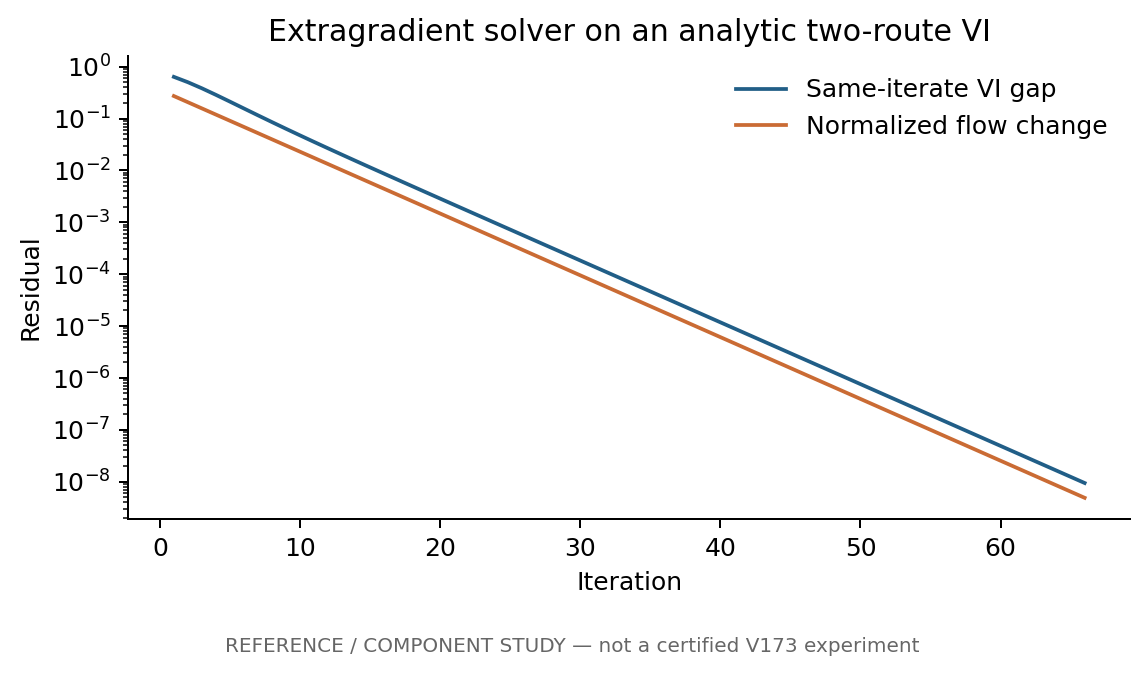 Extragradient solver on an analytic two-route VI
Same-iterate VI gap
Normalized flow change
Residual
10⁰
10⁻¹
10⁻²
10⁻³
10⁻⁴
10⁻⁵
10⁻⁶
10⁻⁷
10⁻⁸
0 10 20 30 40 50 60
Iteration
REFERENCE / COMPONENT STUDY — not a certified V173 experiment